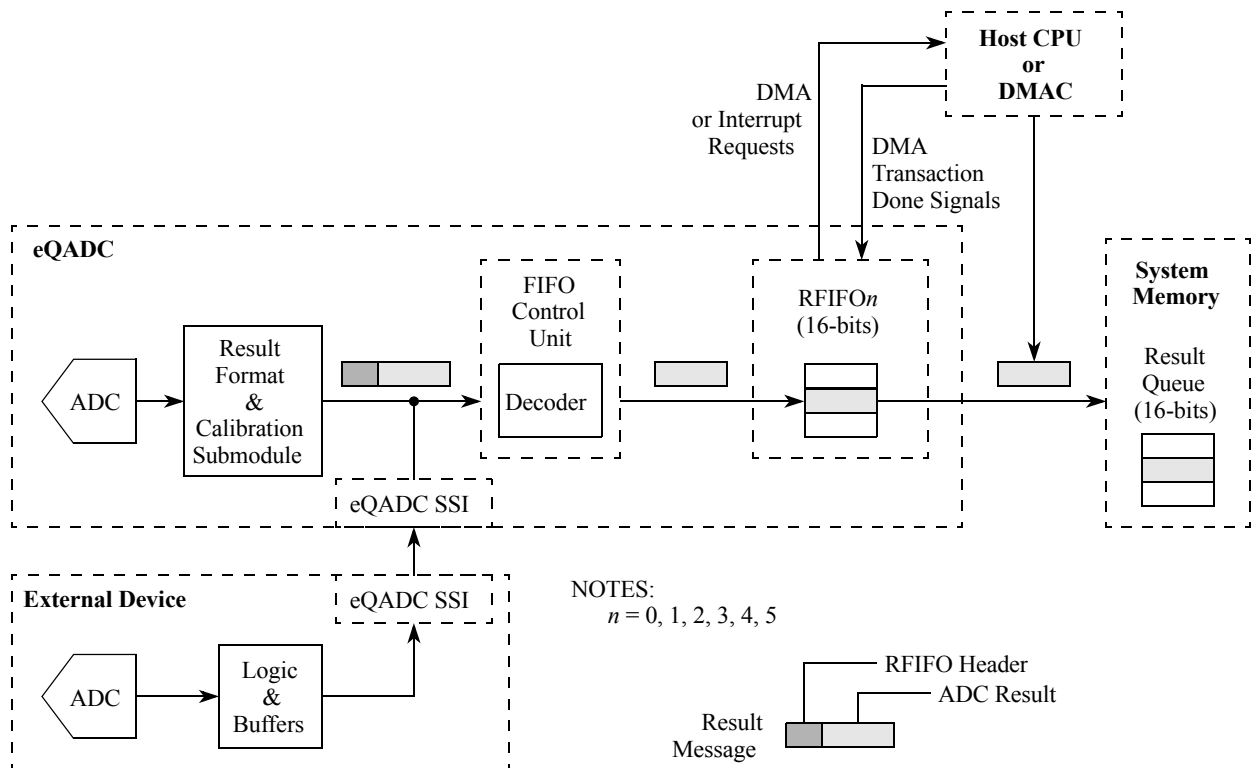 Host CPU
or
DMAC
DMA
or Interrupt
Requests
DMA
Transaction
Done Signals
eQADC
ADC
Result
Format
&
Calibration
Submodule
FIFO
Control
Unit
Decoder
RFIFOn
(16-bits)
System
Memory
Result
Queue
(16-bits)
eQADC SSI
External Device
eQADC SSI
ADC
Logic
&
Buffers
NOTES:
n = 0, 1, 2, 3, 4, 5
RFIFO Header
ADC Result
Result
Message